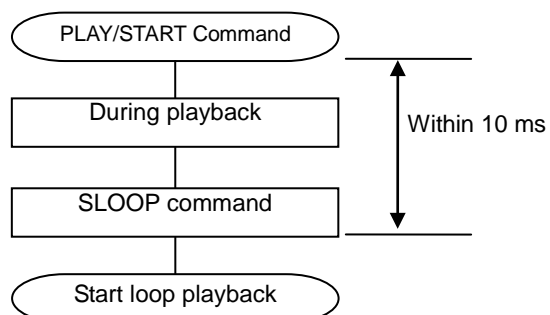 PLAY/START Command
During playback
Within 10 ms
SLOOP command
Start loop playback